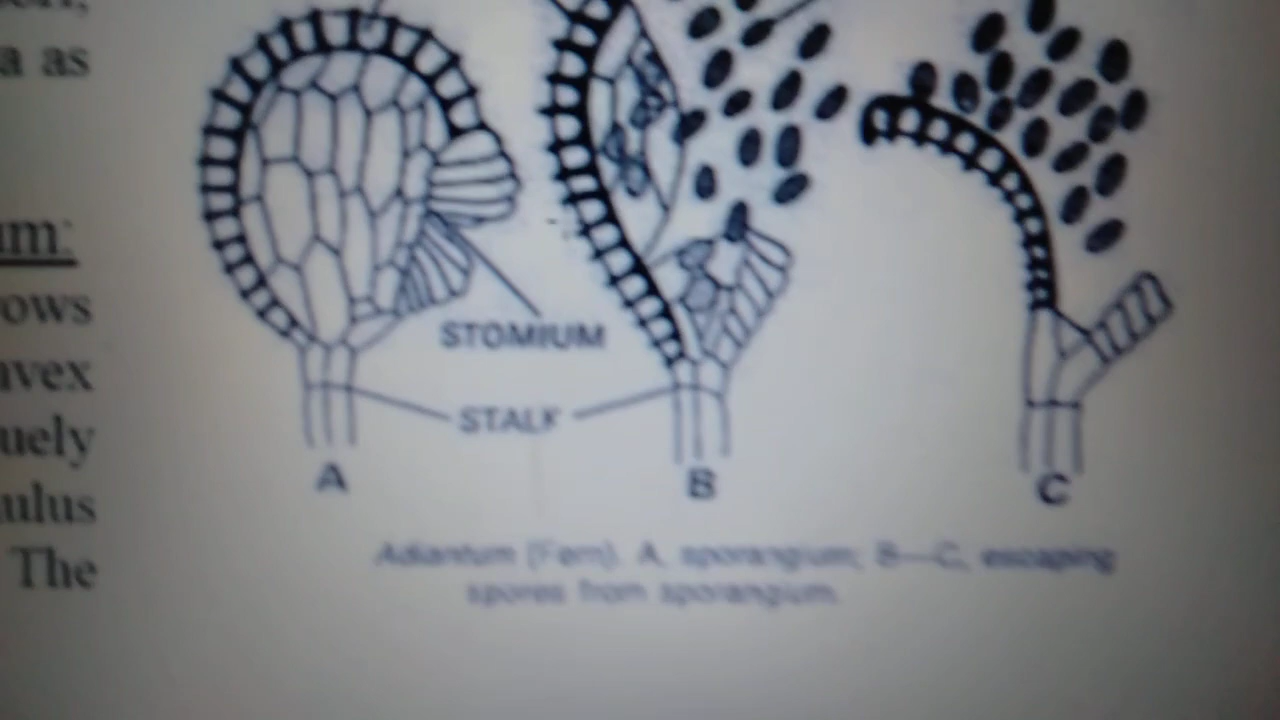 a as
um:
ows
avex
uely
ulus
The
STOMIUM
STALK
A
B
C
Adiantum (Fern). A, sporangium; B—C, escaping
spores from sporangium.